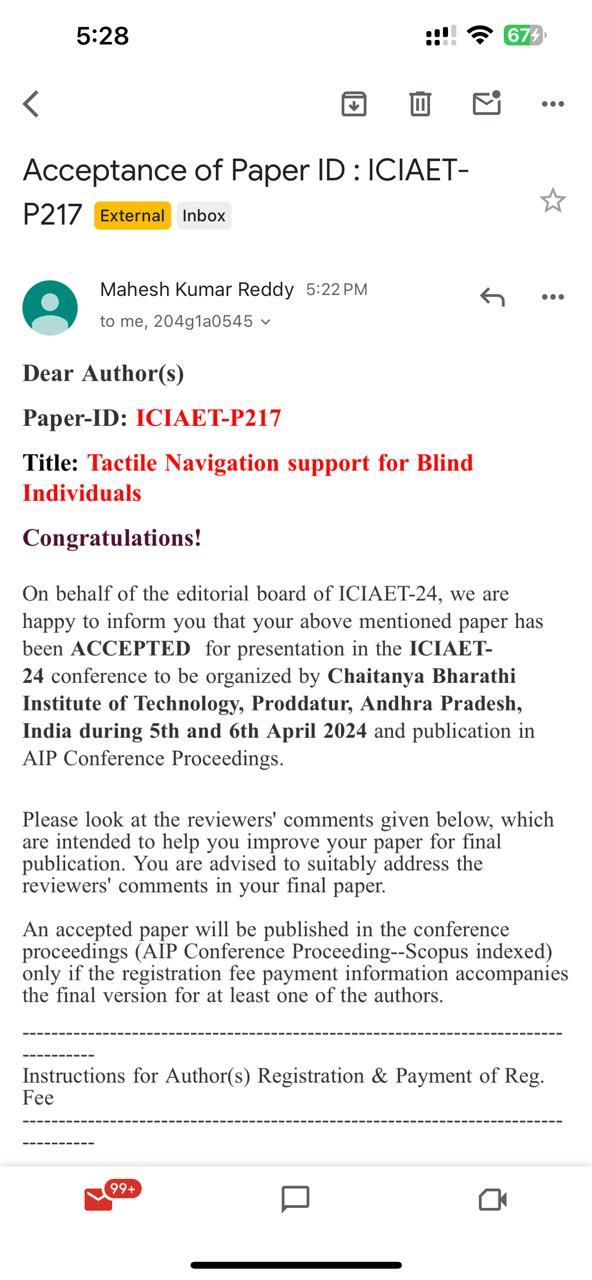 5:28
67
Acceptance of Paper ID : ICIAET-
P217 External Inbox
Mahesh Kumar Reddy 5:22 PM
to me, 204g1a0545
Dear Author(s)
Paper-ID: ICIAET-P217
Title: Tactile Navigation support for Blind
Individuals
Congratulations!
On behalf of the editorial board of ICIAET-24, we are
happy to inform you that your above mentioned paper has
been ACCEPTED for presentation in the ICIAET-
24 conference to be organized by Chaitanya Bharathi
Institute of Technology, Proddatur, Andhra Pradesh,
India during 5th and 6th April 2024 and publication in
AIP Conference Proceedings.
Please look at the reviewers' comments given below, which
are intended to help you improve your paper for final
publication. You are advised to suitably address the
reviewers' comments in your final paper.
An accepted paper will be published in the conference
proceedings (AIP Conference Proceeding--Scopus indexed)
only if the registration fee payment information accompanies
the final version for at least one of the authors.
---------------------------------------------------------------------------
----------
Instructions for Author(s) Registration & Payment of Reg.
Fee
---------------------------------------------------------------------------
----------
99+